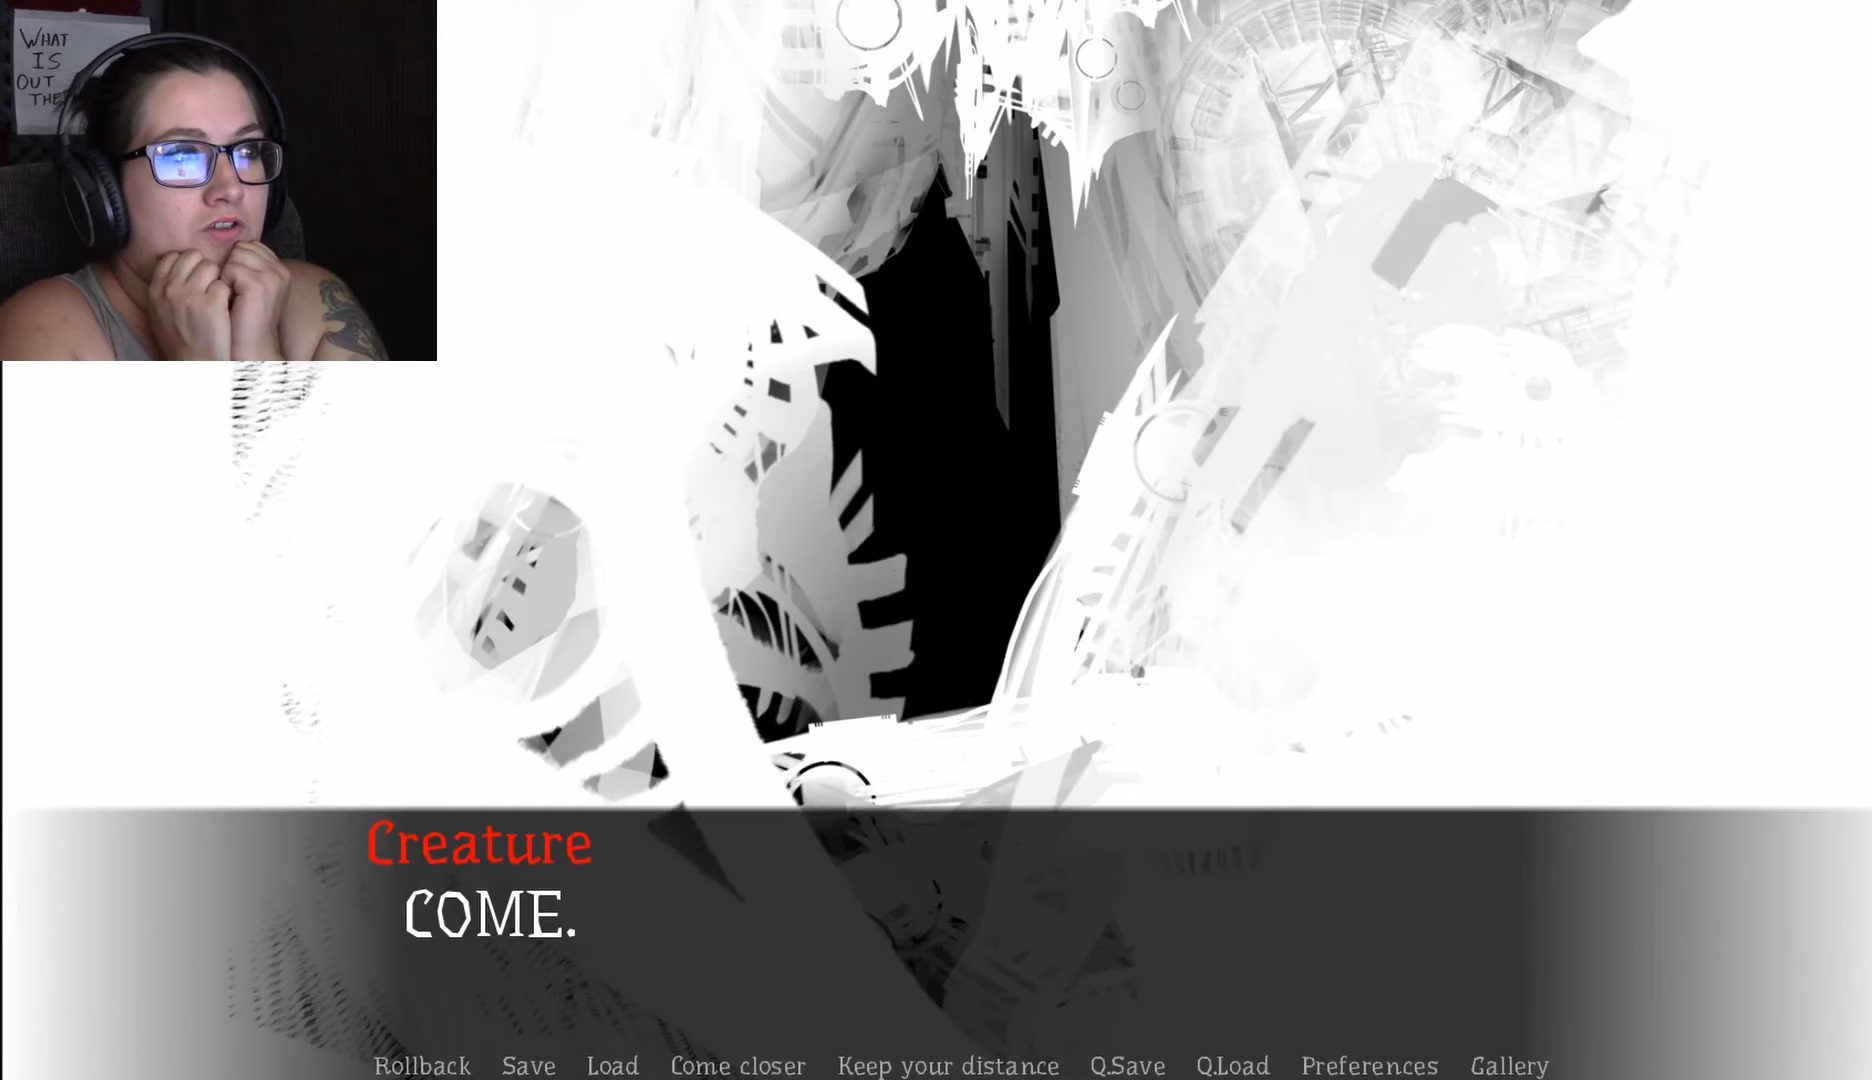 WHAT
IS
OUT
THE
Creature
COME.
Rollback Save Load Come closer Keep your distance Q.Save Q.Load Preferences Gallery